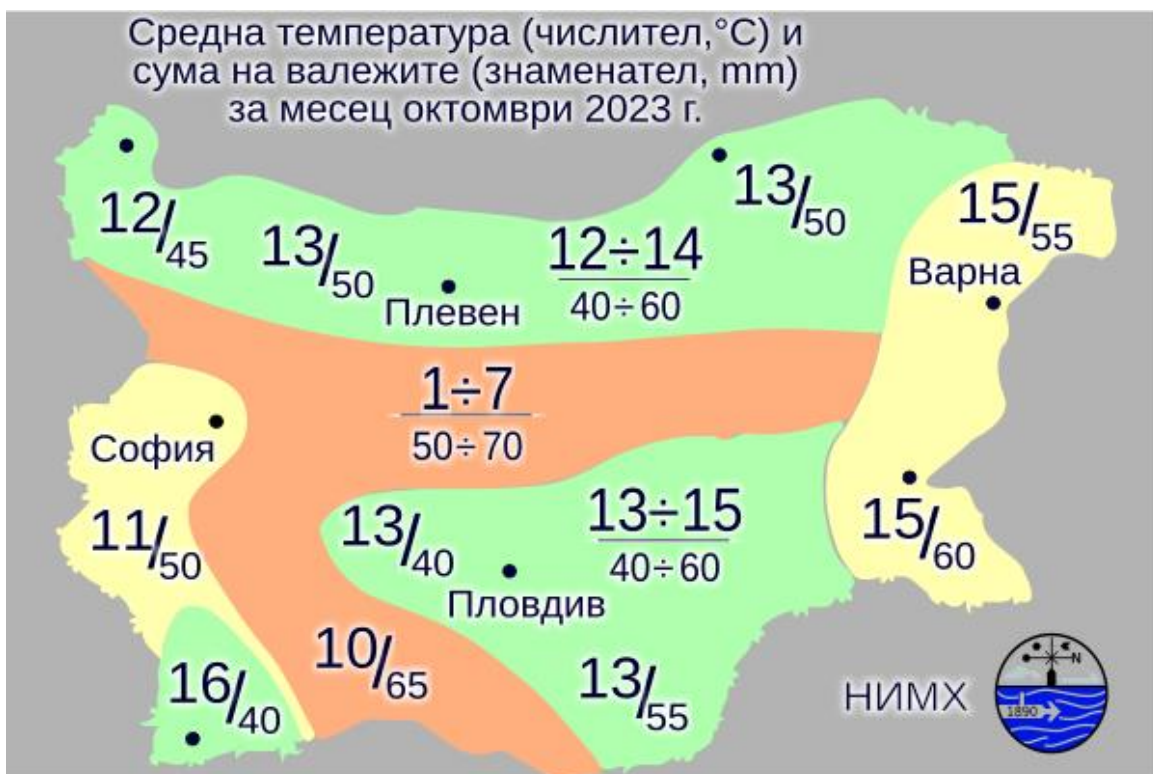 Средна температура (числител,°C) и
сума на валежите (знаменател, mm)
за месец октомври 2023 г.
12/45
13/50
Плевен
12÷14
40÷60
13/50
15/55
Варна
1÷7
50÷70
София
11/50
13/40
Пловдив
13÷15
40÷60
15/60
16/40
10/65
13/55
НИМХ
N
1890